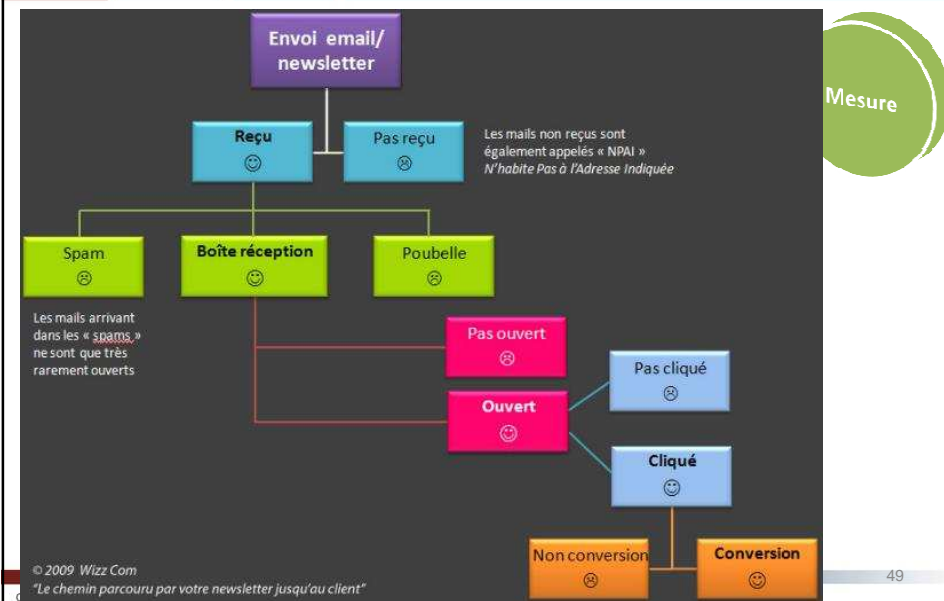 Envoi email/
newsletter
Mesure
Reçu
☺
Pas reçu
☹
Les mails non reçus sont
également appelés « NPAI »
N'habite Pas à l'Adresse Indiquée
Spam
☹
Boîte réception
☺
Poubelle
☹
Les mails arrivant
dans les « spams »
ne sont que très
rarement ouverts
Pas ouvert
☹
Pas cliqué
☹
Ouvert
☺
Cliqué
☺
Non conversion
☹
Conversion
☺
© 2009 Wizz Com
"Le chemin parcouru par votre newsletter jusqu'au client"
49